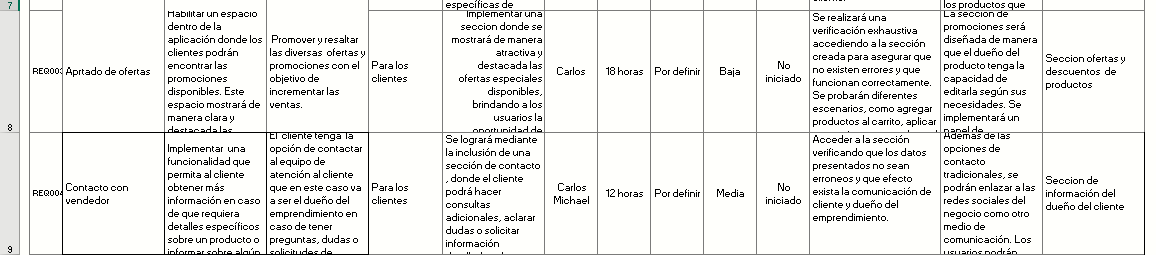 7
específicas de
los productos que
8
REQ003
Aprtado de ofertas
Habilitar un espacio
dentro de la
aplicación donde los
clientes podrán
encontrar las
promociones
disponibles. Este
espacio mostrará de
manera clara y
destacada las
Promover y resaltar
las diversas ofertas y
promociones con el
objetivo de
incrementar las
ventas.
Para los
clientes
Implementar una
seccion donde se
mostrará de manera
atractiva y
destacada las
ofertas especiales
disponibles,
brindando a los
usuarios la
oportunidad de
Carlos
18 horas
Por definir
Baja
No
iniciado
Se realizará una
verificación exhaustiva
accediendo a la sección
creada para asegurar que
no existen errores y que
funcionan correctamente.
Se probarán diferentes
escenarios, como agregar
productos al carrito, aplicar
La sección de
promociones será
diseñada de manera
que el dueño del
producto tenga la
capacidad de
editarla según sus
necesidades. Se
implementará un
panel de
Seccion ofertas y
descuentos de
productos
9
REQ004
Contacto con
vendedor
Implementar una
funcionalidad que
permita al cliente
obtener más
información en caso
de que requiera
detalles específicos
sobre un producto o
informar sobre algún
El cliente tenga la
opción de contactar
al equipo de
atención al cliente
que en este caso va
a ser el dueño del
emprendimiento en
caso de tener
preguntas, dudas o
solicitudes de
Para los
clientes
Se logrará mediante
la inclusión de una
sección de contacto
, donde el cliente
podrá hacer
consultas
adicionales, aclarar
dudas o solicitar
información
Carlos
Michael
12 horas
Por definir
Media
No
iniciado
Acceder a la sección
verificando que los datos
presentados no sean
erroneos y que efecto
exista la comunicación de
cliente y dueño del
emprendimiento.
Además de las
opciones de
contacto
tradicionales, se
podrán enlazar a las
redes sociales del
negocio como otro
medio de
comunicación. Los
usuarios podrán
Seccion de
información del
dueño del cliente